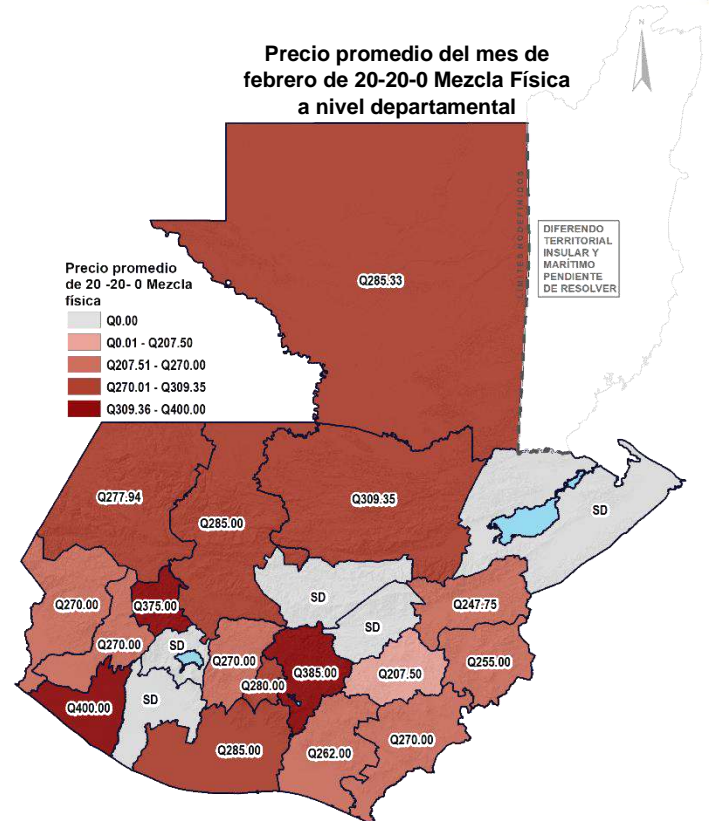 Precio promedio del mes de
febrero de 20-20-0 Mezcla Física
a nivel departamental
N
LÍMITES NO DEFINIDOS
DIFERENDO
TERRITORIAL
INSULAR Y
MARÍTIMO
PENDIENTE
DE RESOLVER
Q285.33
Precio promedio
de 20 -20- 0 Mezcla
física
Q0.00
Q0.01 - Q207.50
Q207.51 - Q270.00
Q270.01 - Q309.35
Q309.36 - Q400.00
Q277.94
Q285.00
Q309.35
SD
Q270.00
Q375.00
SD
Q247.75
Q270.00
SD
SD
Q270.00
Q280.00
Q385.00
Q207.50
Q255.00
Q400.00
SD
Q285.00
Q262.00
Q270.00